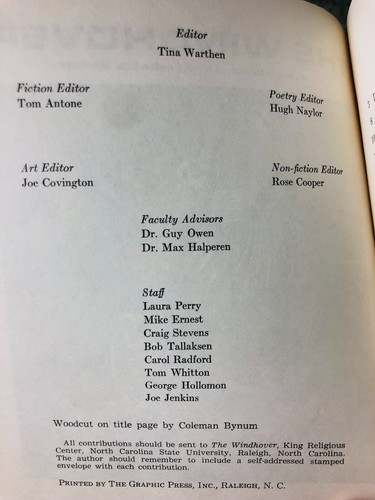 Editor
Tina Warthen
Fiction Editor
Tom Antone
Poetry Editor
Hugh Naylor
Art Editor
Joe Covington
Non-fiction Editor
Rose Cooper
Faculty Advisors
Dr. Guy Owen
Dr. Max Halperen
Staff
Laura Perry
Mike Ernest
Craig Stevens
Bob Tallaksen
Carol Radford
Tom Whitton
George Hollomon
Joe Jenkins
Woodcut on title page by Coleman Bynum
All contributions should be sent to The Windhover, King Religious
Center, North Carolina State University, Raleigh, North Carolina.
The author should remember to include a self-addressed stamped
envelope with each contribution.
Printed by The Graphic Press, Inc., Raleigh, N. C.